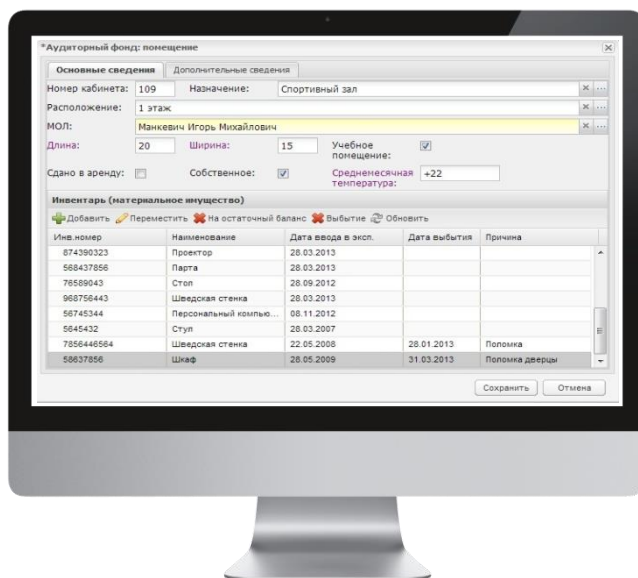 *Аудиторный фонд: помещение
Основные сведения Дополнительные сведения
Номер кабинета: 109 Назначение: Спортивный зал
Расположение: 1 этаж
МОЛ: Манкевич Игорь Михайлович
Длина: 20 Ширина: 15 Учебное помещение:
Сдано в аренду: Собственное: Среднемесячная температура: +22
Инвентарь (материальное имущество)
Добавить Переместить На остаточный баланс Выбытие Обновить
Инв.номер Наименование Дата ввода в эксп. Дата выбытия Причина
874390323 Проектор 28.03.2013
568437856 Парта 28.03.2013
76589043 Стол 28.09.2012
968756443 Шведская стенка 28.03.2013
56745344 Персональный компью... 08.11.2012
5645432 Стул 28.03.2007
7856446564 Шведская стенка 22.05.2008 28.01.2013 Поломка
58637856 Шкаф 28.05.2009 31.03.2013 Поломка дверцы
Сохранить Отмена